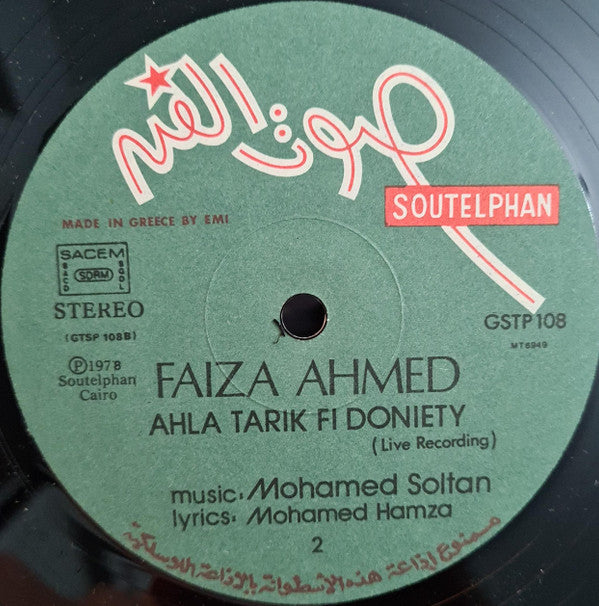 صوت الفن
SOUTELPHAN
MADE IN GREECE BY EMI
SACEM
SACD SDRM SGDL
STEREO
(GTSP 108B)
GSTP 108
MT6949
Ⓟ 1978
Soutelphan
Cairo
FAIZA AHMED
AHLA TARIK FI DONIETY
(Live Recording)
music: Mohamed Soltan
lyrics: Mohamed Hamza
2
ممنوع إذاعة هذه الأسطوانة بالإذاعة اللاسلكية